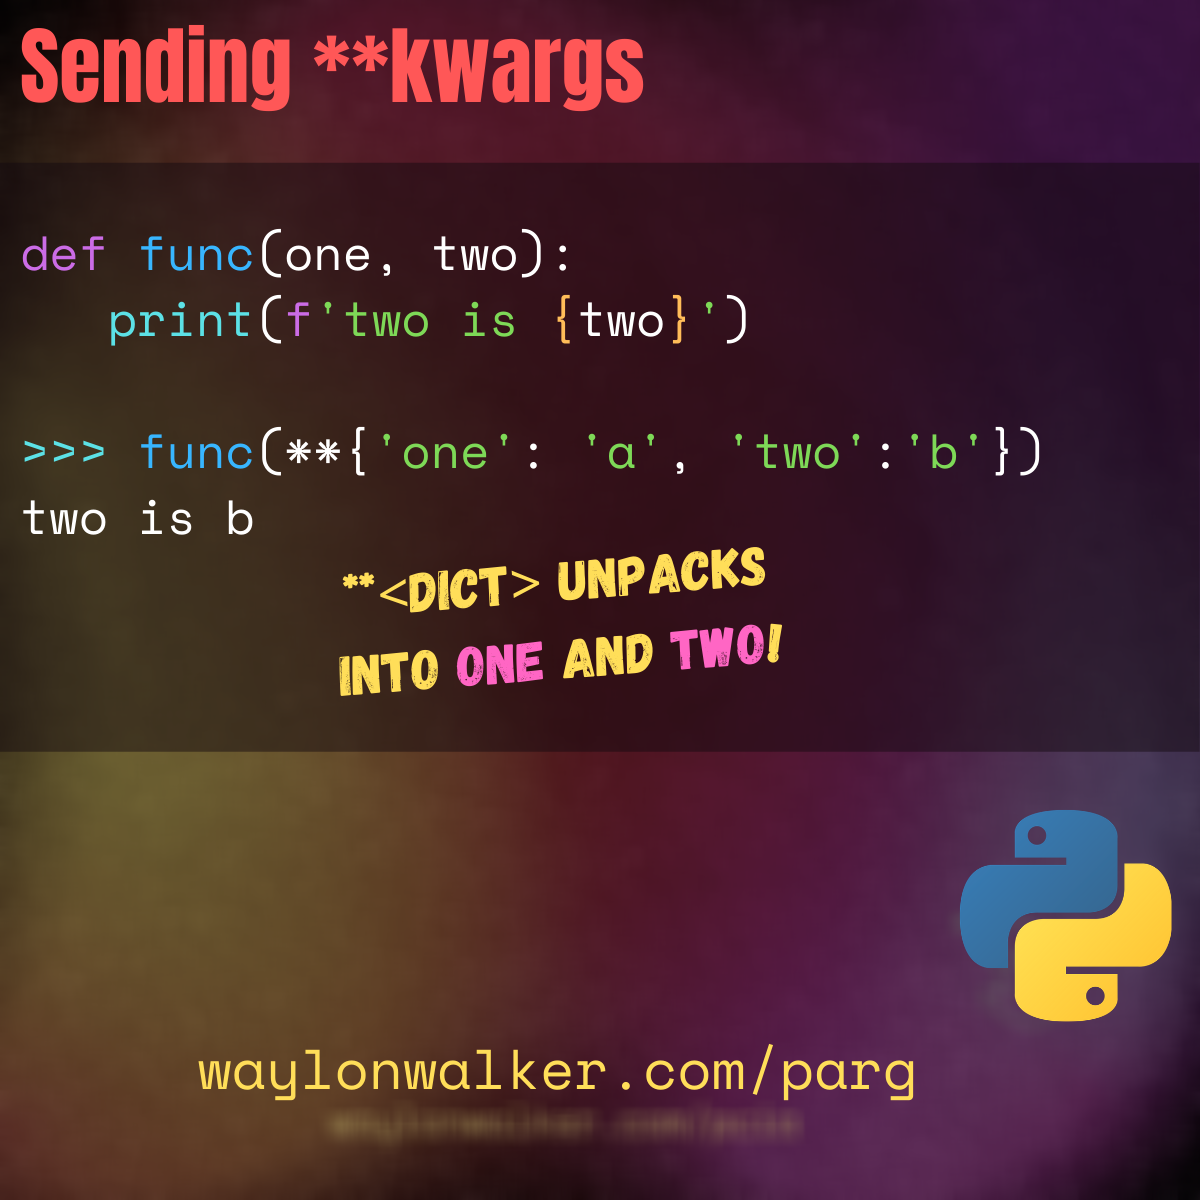 Sending **kwargs
def func(one, two):
   print(f'two is {two}')
>>> func(**{'one': 'a', 'two':'b'})
two is b
**<DICT> UNPACKS
INTO ONE AND TWO!
waylonwalker.com/parg